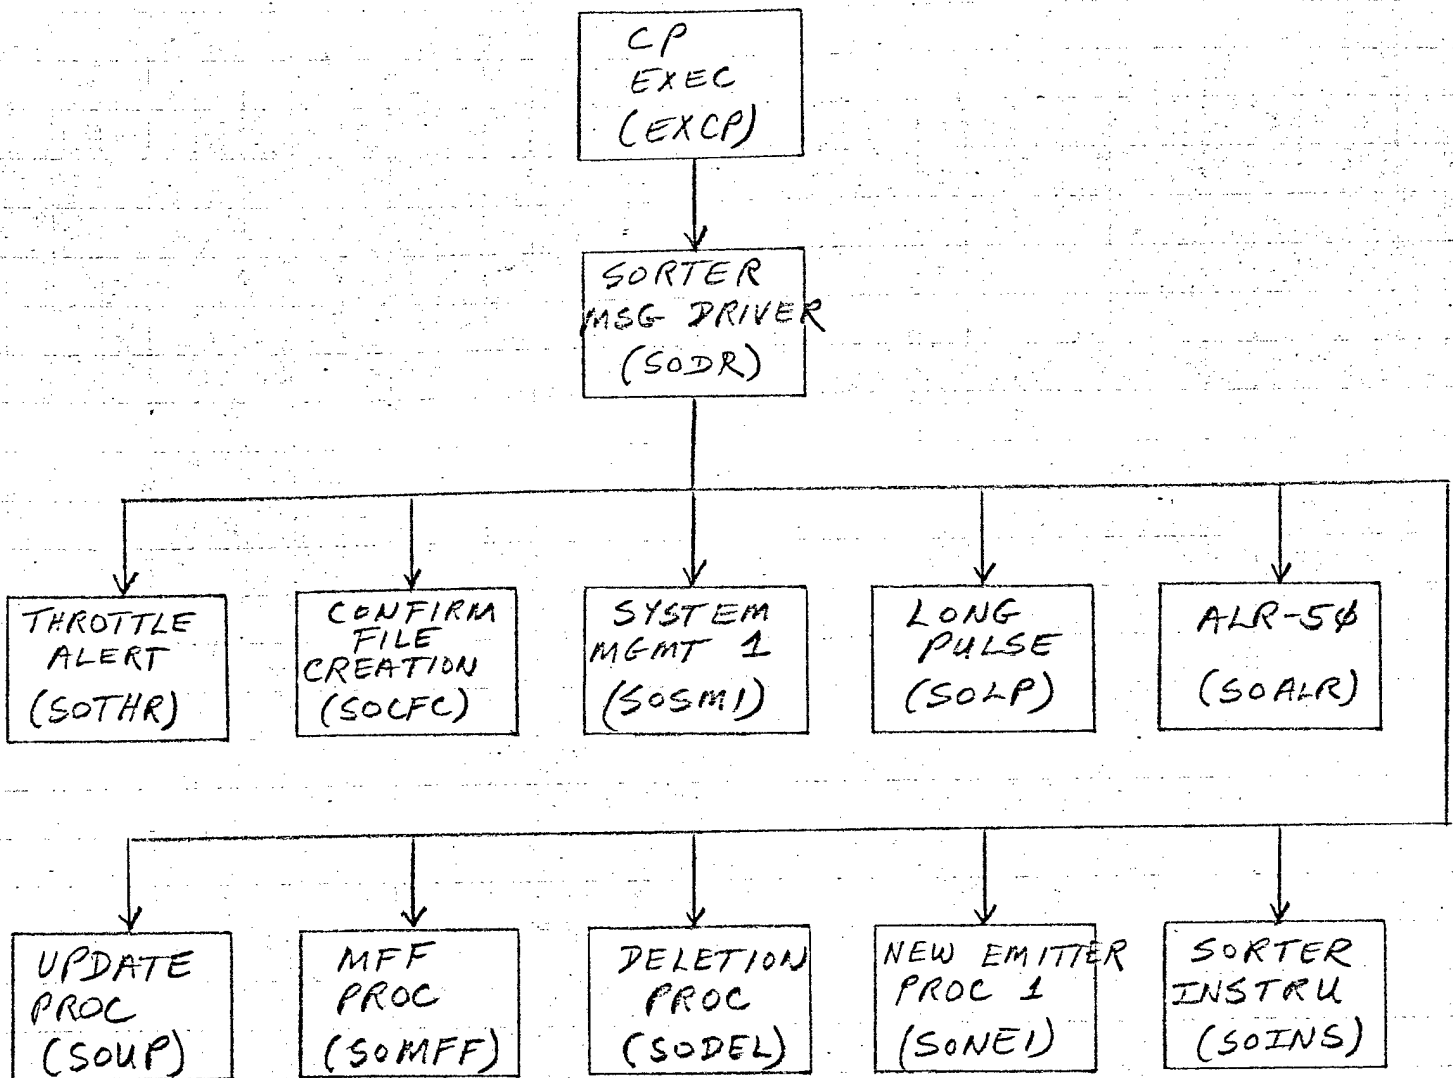 CP
EXEC
(EXCP)
SORTER
MSG DRIVER
(SODR)
THROTTLE
ALERT
(SOTHR)
CONFIRM
FILE
CREATION
(SOCFC)
SYSTEM
MGMT 1
(SOSM1)
LONG
PULSE
(SOLP)
ALR-5∅
(SOALR)
UPDATE
PROC
(SOUP)
MFF
PROC
(SOMFF)
DELETION
PROC
(SODEL)
NEW EMITTER
PROC 1
(SONE1)
SORTER
INSTRU
(SOINS)